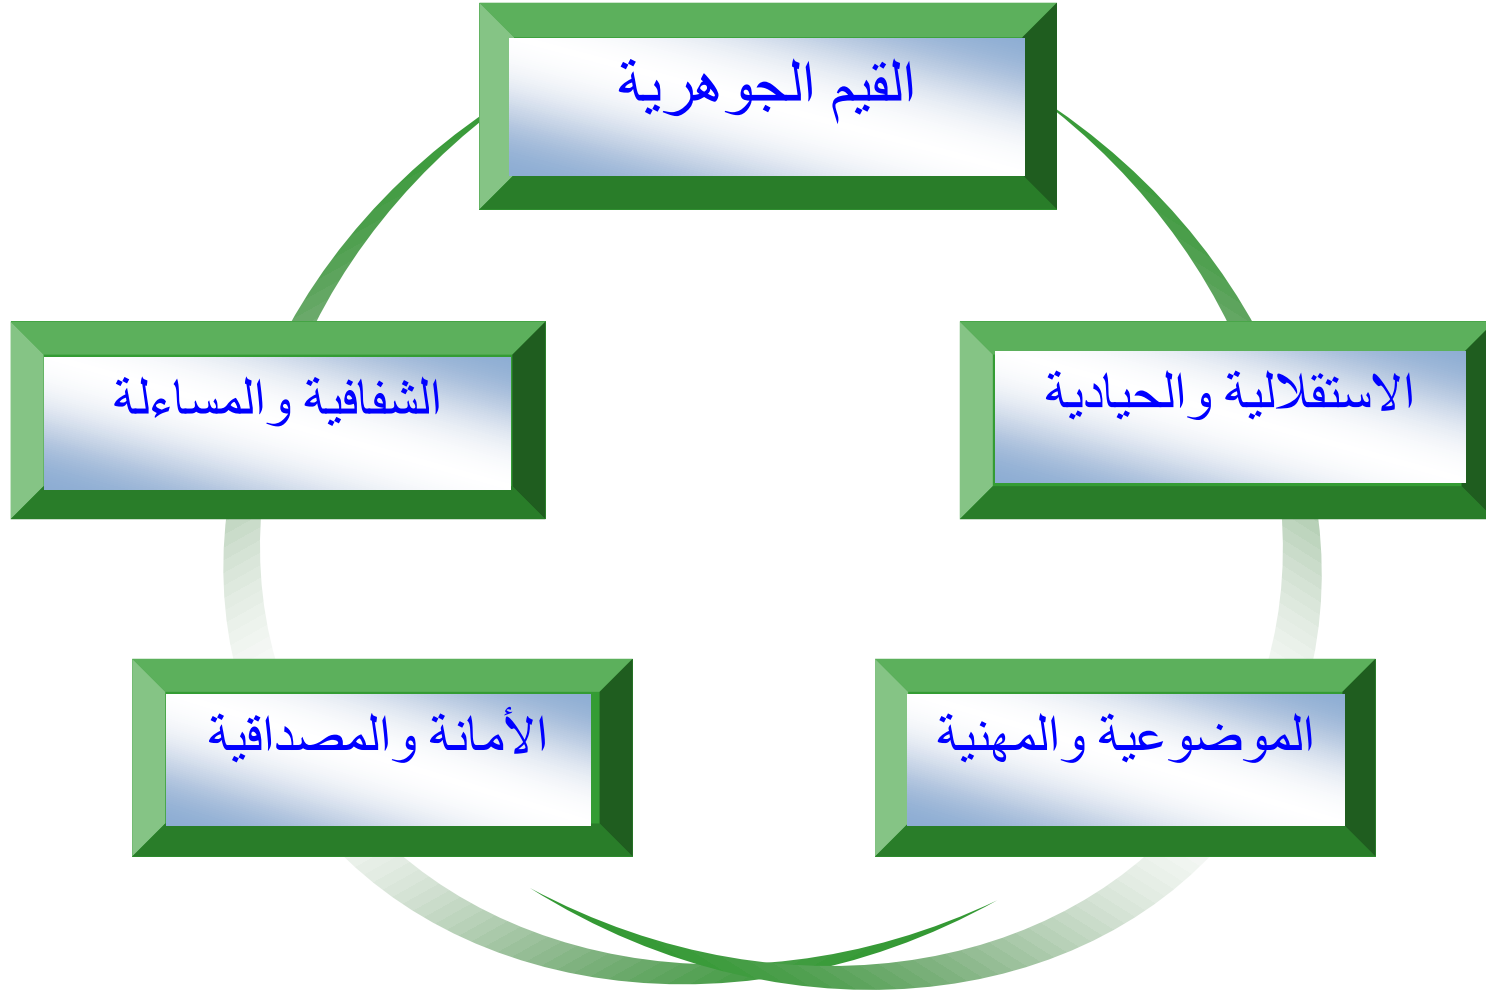 القيم الجوهرية
الاستقلالية والحيادية
الشفافية والمساءلة
الموضوعية والمهنية
الأمانة والمصداقية